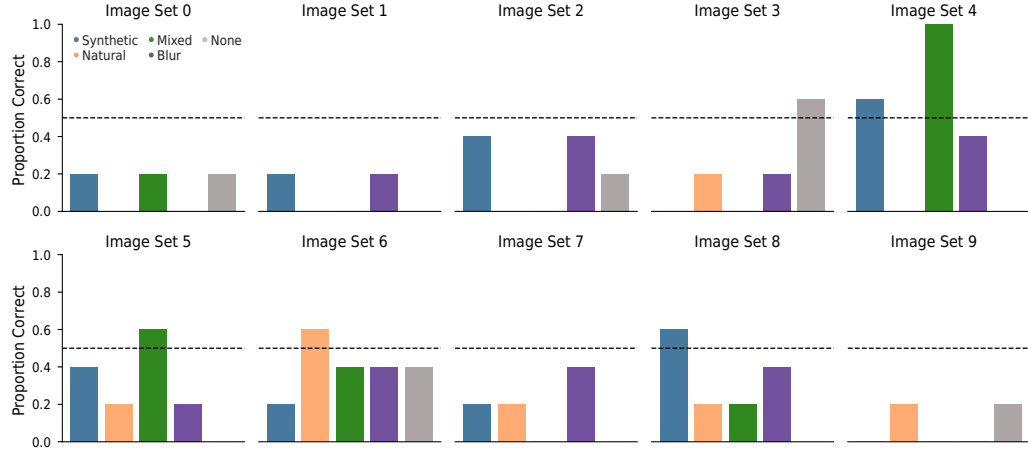 Image Set 0 Image Set 1 Image Set 2 Image Set 3 Image Set 4
1.0
Synthetic Mixed None
Natural Blur
0.8
0.6
0.4
0.2
0.0
Proportion Correct
Image Set 5 Image Set 6 Image Set 7 Image Set 8 Image Set 9
1.0
0.8
0.6
0.4
0.2
0.0
Proportion Correct